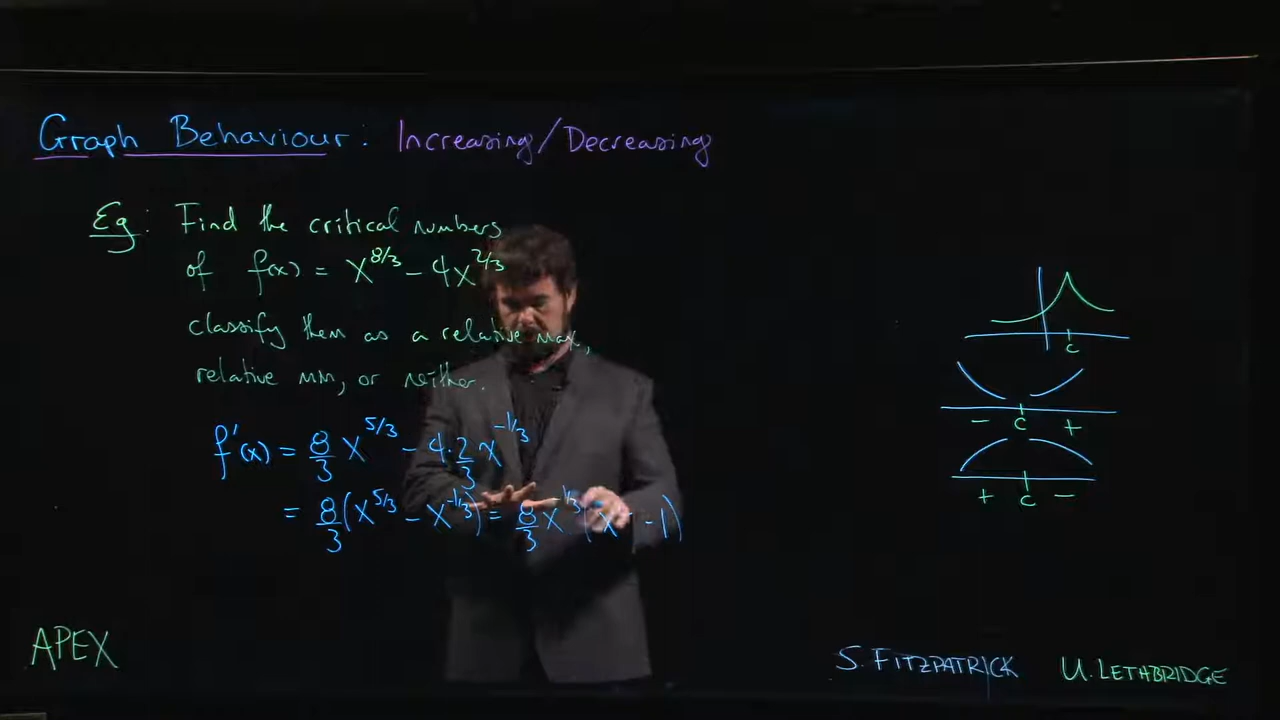 Graph Behaviour: Increasing/Decreasing
Eg: Find the critical numbers
of f(x) = x^{8/3} - 4x^{2/3}
classify them as a relative max,
relative min, or neither.
f'(x) = 8/3 x^{5/3} - 4·2/3 x^{-1/3}
= 8/3 (x^{5/3} - x^{-1/3}) = 8/3 x^{-1/3} (x - 1)
c
- c +
+ c -
APEX
S. FITZPATRICK U. LETHBRIDGE